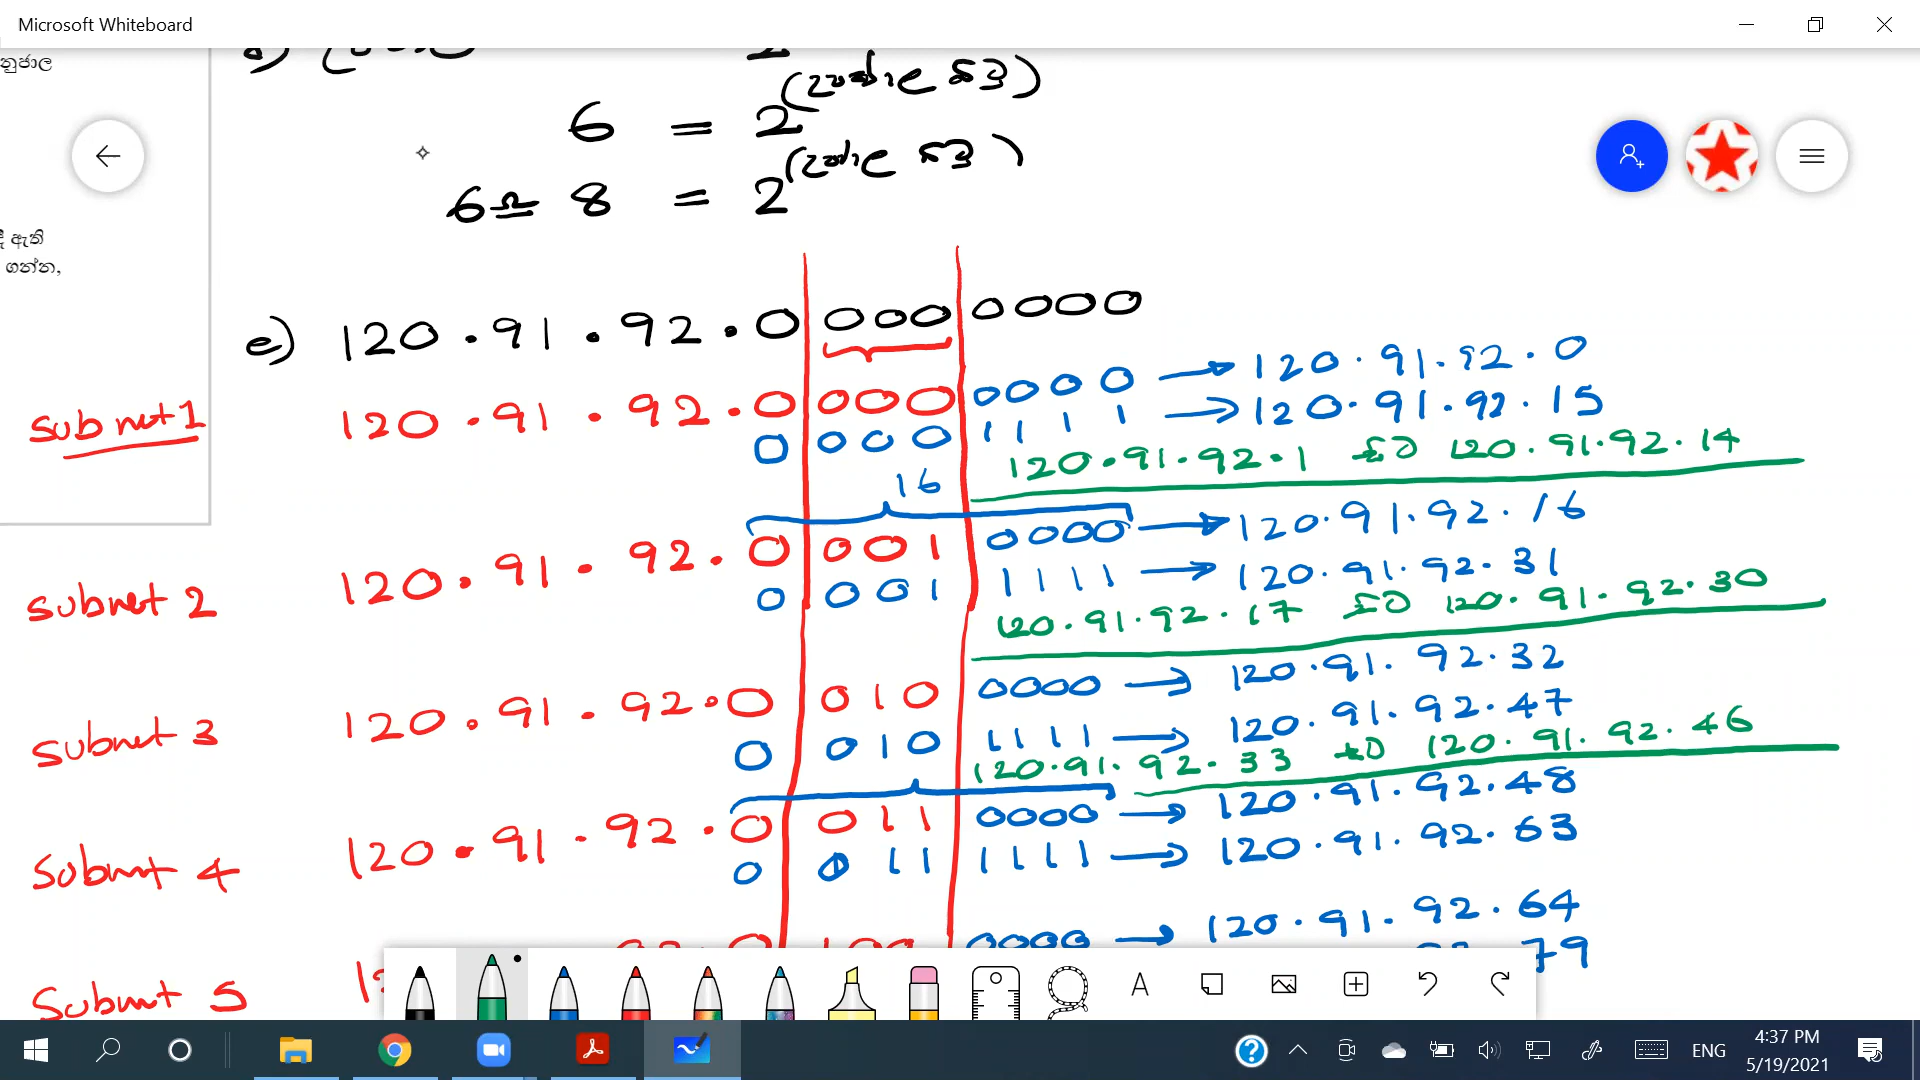 Microsoft Whiteboard
නුජාල
ඇති
ගන්න,
6 = 2
6 ≃ 8 = 2
e) 120.91.92.0 000 0000
subnet 1
120.91.92.0 000 0000 → 120.91.92.0
0 000 1111 → 120.91.92.15
120.91.92.1 සිට 120.91.92.14
16
subnet 2
120.91.92.0 001 0000 → 120.91.92.16
0 001 1111 → 120.91.92.31
120.91.92.17 සිට 120.91.92.30
subnet 3
120.91.92.0 010 0000 → 120.91.92.32
0 010 1111 → 120.91.92.47
120.91.92.33 to 120.91.92.46
subnet 4
120.91.92.0 011 0000 → 120.91.92.48
0 011 1111 → 120.91.92.63
subnet 5
0000 → 120.91.92.64
79
ENG
4:37 PM
5/19/2021